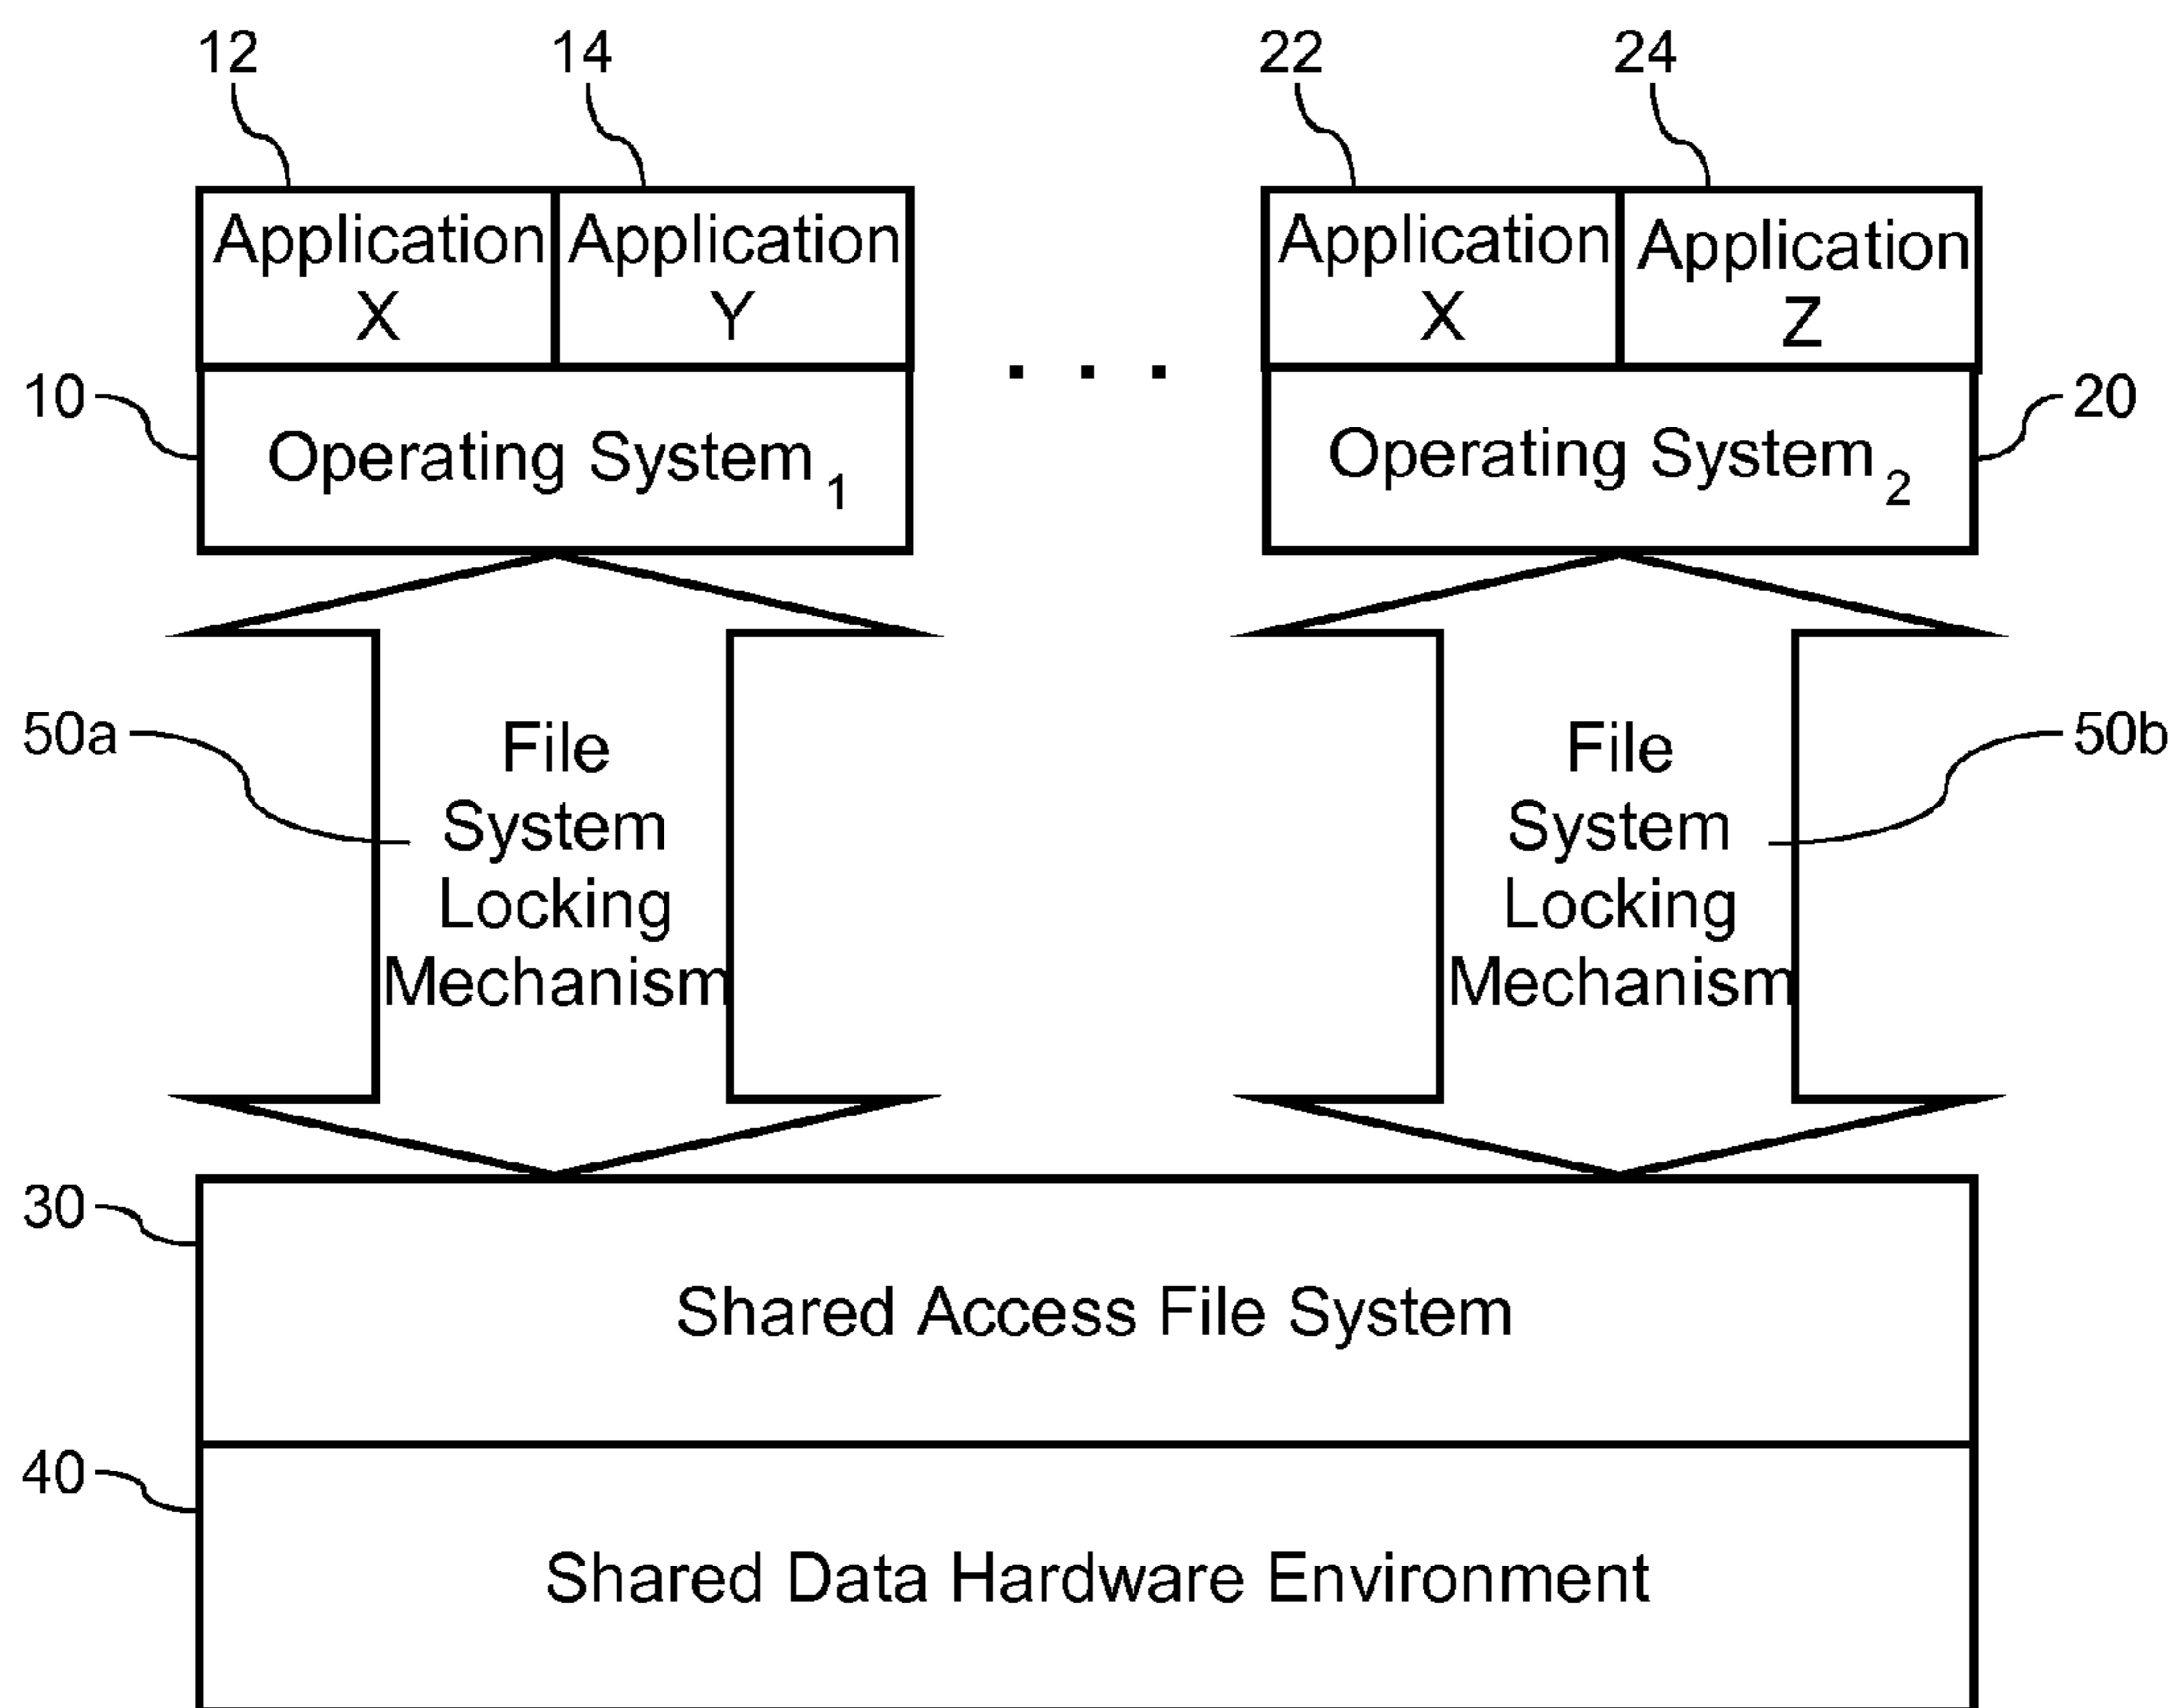 12
14
22
24
Application
X
Application
Y
Application
X
Application
Z
10
Operating System 1
. . .
Operating System 2
20
50a
File
System
Locking
Mechanism
File
System
Locking
Mechanism
50b
30
Shared Access File System
40
Shared Data Hardware Environment